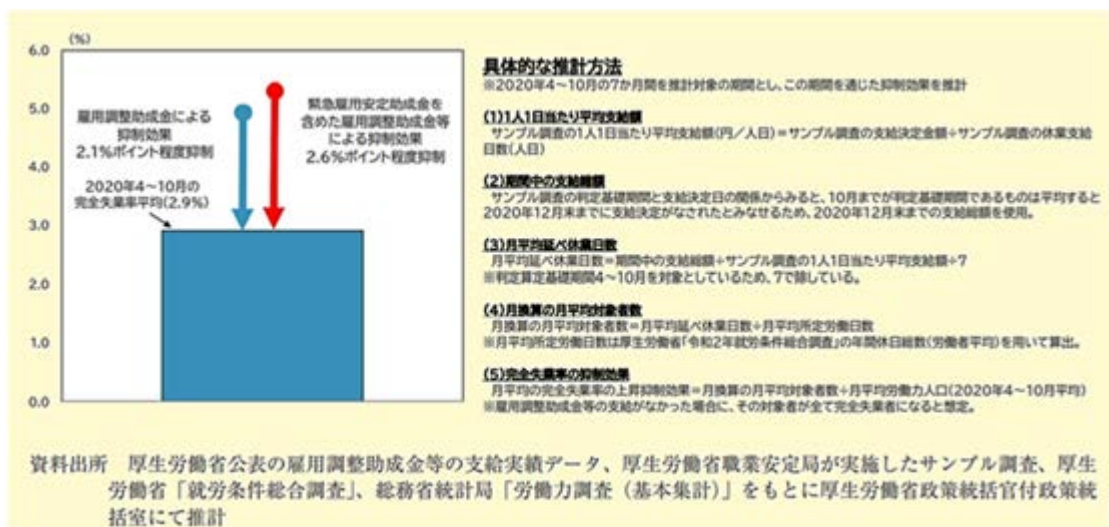 (%)
6.0
5.0
4.0
3.0
2.0
1.0
0.0
雇用調整助成金による
抑制効果
2.1%ポイント程度抑制
緊急雇用安定助成金を
含めた雇用調整助成金等
による抑制効果
2.6%ポイント程度抑制
2020年4～10月の
完全失業率平均(2.9%)
具体的な推計方法
※2020年4～10月の7か月間を推計対象の期間とし、この期間を通じた抑制効果を推計
(1)1人1日当たり平均支給額
サンプル調査の1人1日当たり平均支給額(円／人日)＝サンプル調査の支給決定金額÷サンプル調査の休業支給
日数(人日)
(2)期間中の支給総額
サンプル調査の判定基礎期間と支給決定日の関係からみると、10月までが判定基礎期間であるものは平均すると
2020年12月末までに支給決定がなされたとみなせるため、2020年12月末までの支給総額を使用。
(3)月平均延べ休業日数
月平均延べ休業日数＝期間中の支給総額÷サンプル調査の1人1日当たり平均支給額÷7
※判定算定基礎期間4～10月を対象としているため、7で除している。
(4)月換算の月平均対象者数
月換算の月平均対象者数＝月平均延べ休業日数÷月平均所定労働日数
※月平均所定労働日数は厚生労働省「令和2年就労条件総合調査」の年間休日総数(労働者平均)を用いて算出。
(5)完全失業率の抑制効果
月平均の完全失業率の上昇抑制効果＝月換算の月平均対象者数÷月平均労働力人口(2020年4～10月平均)
※雇用調整助成金等の支給がなかった場合に、その対象者が全て完全失業者になると想定。
資料出所　厚生労働省公表の雇用調整助成金等の支給実績データ、厚生労働省職業安定局が実施したサンプル調査、厚生
労働省「就労条件総合調査」、総務省統計局「労働力調査（基本集計）」をもとに厚生労働省政策統括官付政策統
括室にて推計